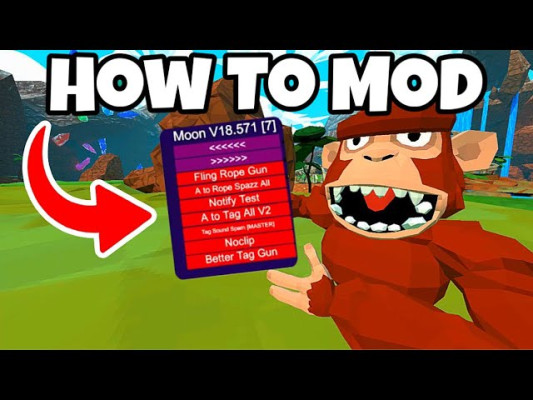 HOW TO MOD
Moon V18.571 [7]
<<<<<<
>>>>>>
Fling Rope Gun
A to Rope Spazz All
Notify Test
A to Tag All V2
Tag Sound Spam [MASTER]
Noclip
Better Tag Gun